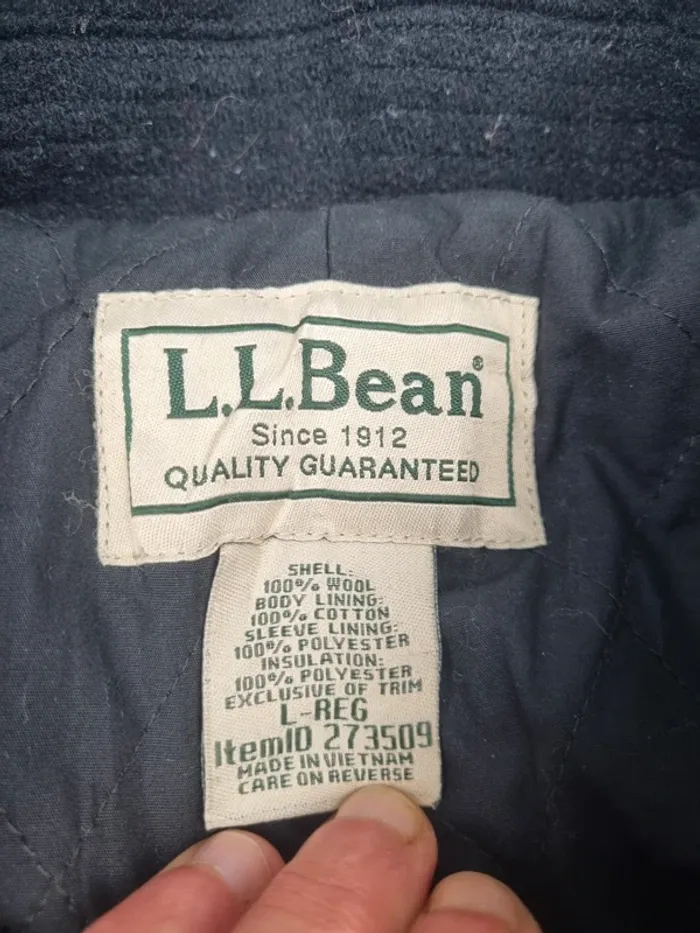 L.L.Bean®
Since 1912
QUALITY GUARANTEED
SHELL:
100% WOOL
BODY LINING:
100% COTTON
SLEEVE LINING:
100% POLYESTER
INSULATION:
100% POLYESTER
EXCLUSIVE OF TRIM
L-REG
ItemID 273509
MADE IN VIETNAM
CARE ON REVERSE